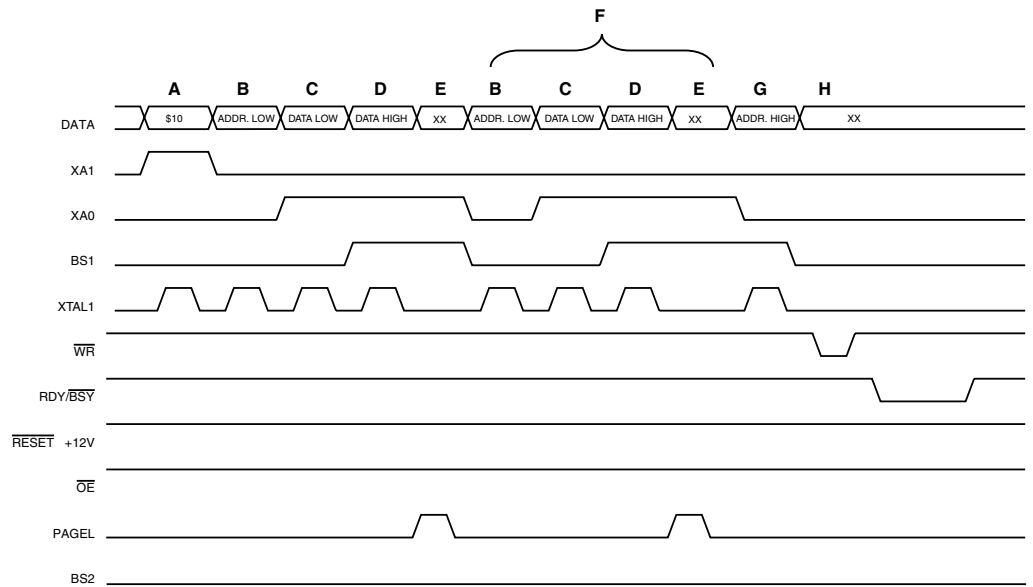 F
A B C D E B C D E G H
DATA $10 ADDR. LOW DATA LOW DATA HIGH XX ADDR. LOW DATA LOW DATA HIGH XX ADDR. HIGH XX
XA1
XA0
BS1
XTAL1
WR
RDY/BSY
RESET +12V
OE
PAGEL
BS2